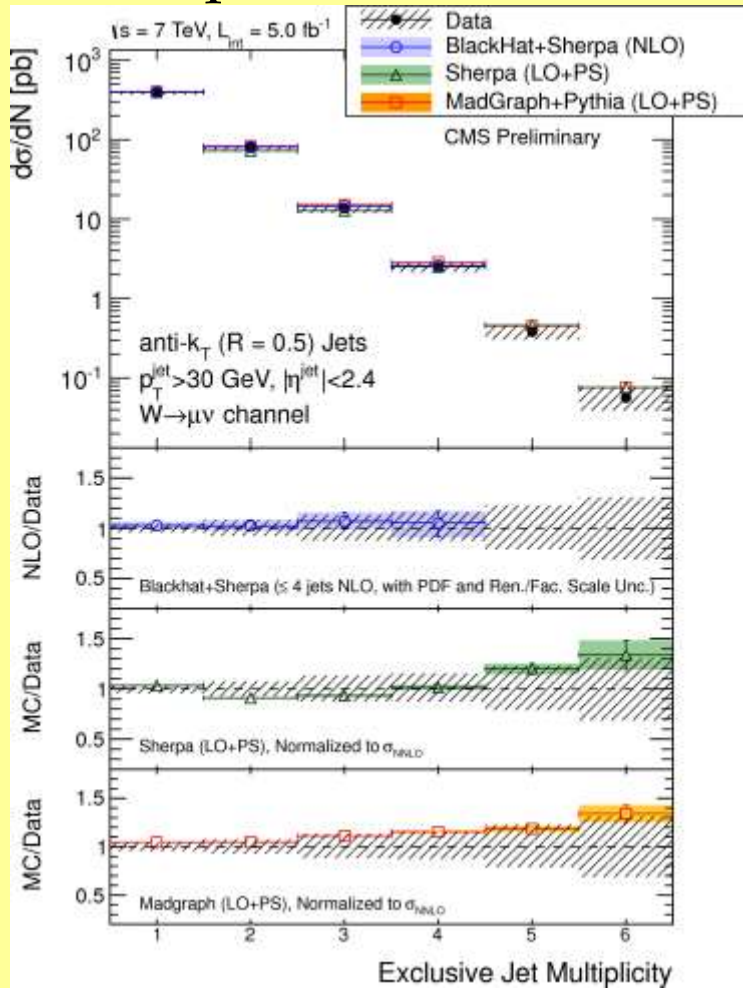 √s = 7 TeV, L_int = 5.0 fb⁻¹
Data
BlackHat+Sherpa (NLO)
Sherpa (LO+PS)
MadGraph+Pythia (LO+PS)
CMS Preliminary
dσ/dN [pb]
10³
10²
10
1
10⁻¹
anti-k_T (R = 0.5) Jets
p_T^jet>30 GeV, |η^jet|<2.4
W→μν channel
NLO/Data
1.5
1
0.5
Blackhat+Sherpa (≤ 4 jets NLO, with PDF and Ren./Fac. Scale Unc.)
MC/Data
1.5
1
0.5
Sherpa (LO+PS), Normalized to σ_NNLO
MC/Data
1.5
1
0.5
Madgraph (LO+PS), Normalized to σ_NNLO
1 2 3 4 5 6
Exclusive Jet Multiplicity